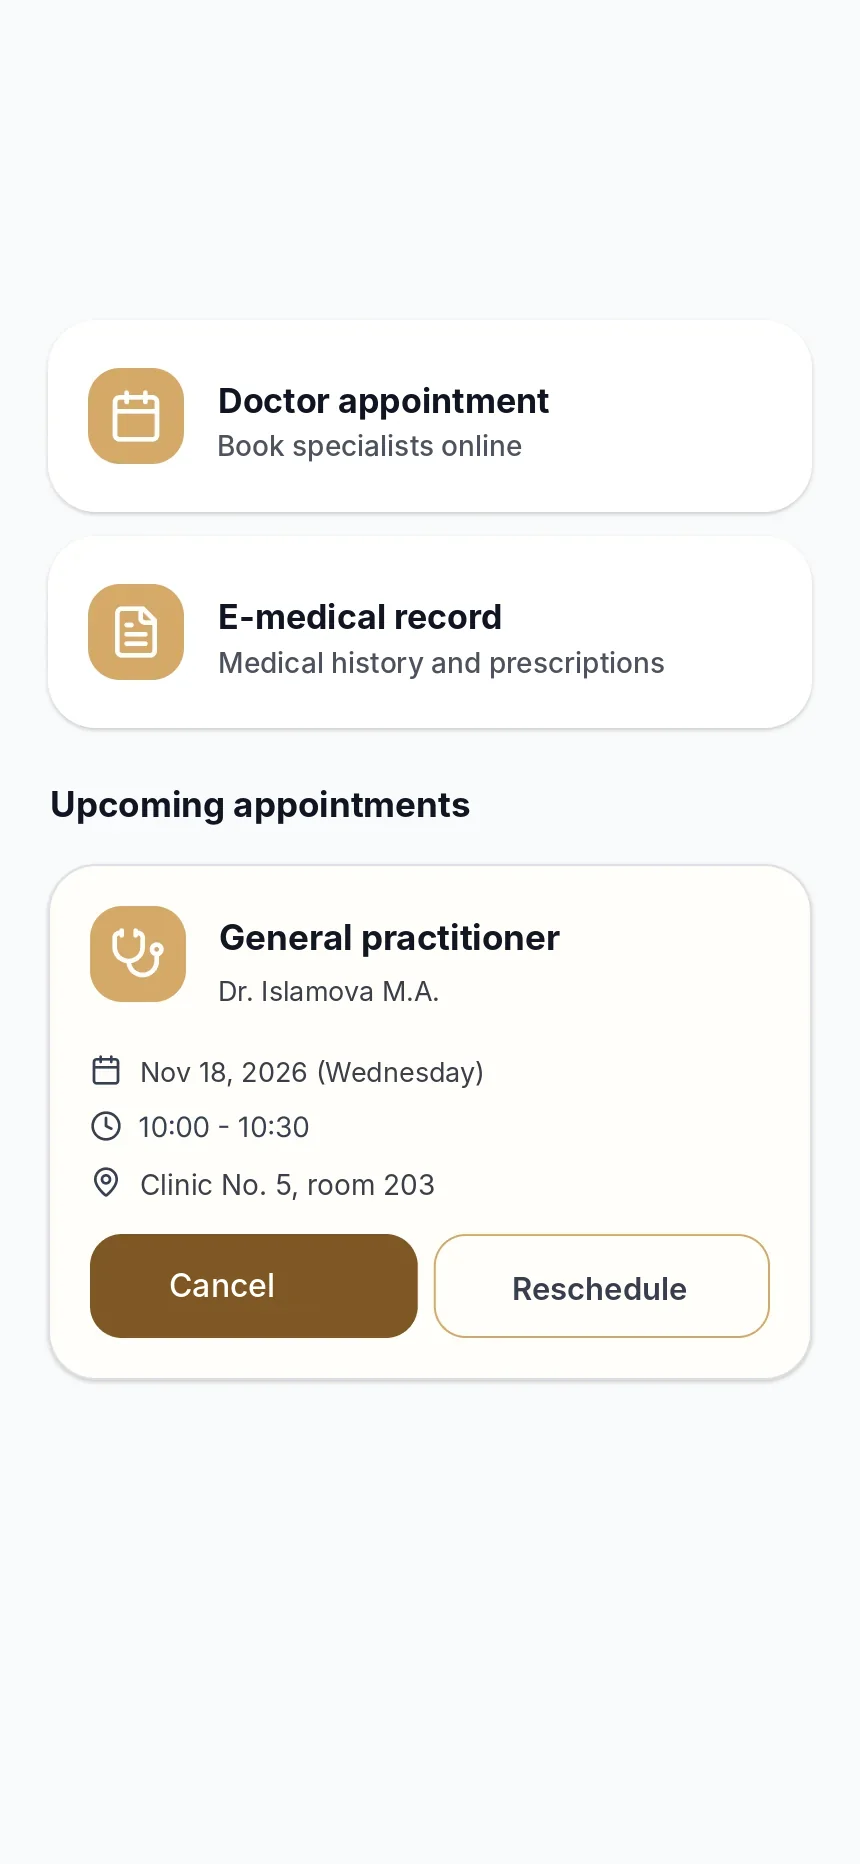 Doctor appointment
Book specialists online
E-medical record
Medical history and prescriptions
Upcoming appointments
General practitioner
Dr. Islamova M.A.
Nov 18, 2026 (Wednesday)
10:00 - 10:30
Clinic No. 5, room 203
Cancel
Reschedule